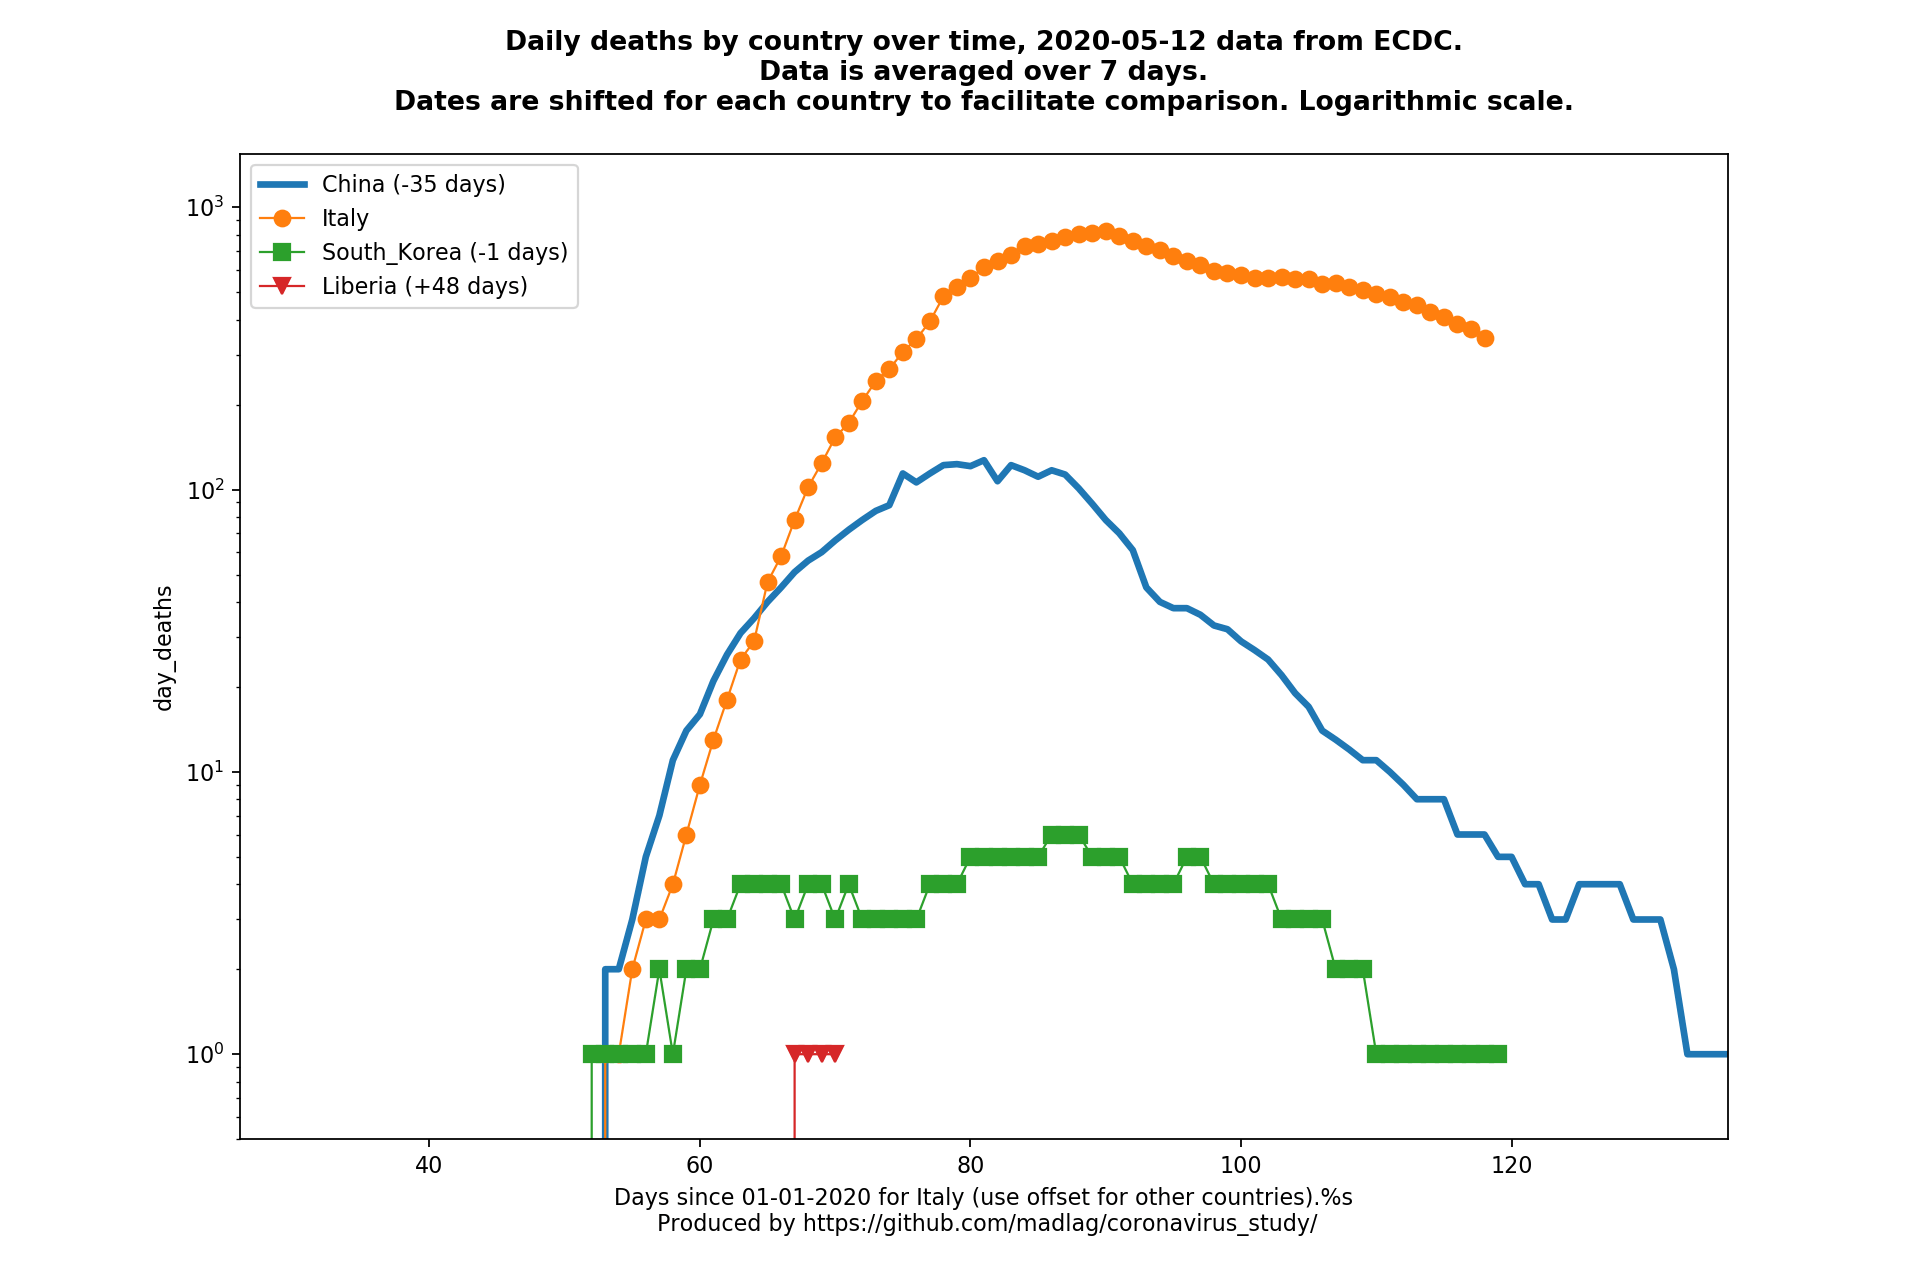 Daily deaths by country over time, 2020-05-12 data from ECDC.
Data is averaged over 7 days.
Dates are shifted for each country to facilitate comparison. Logarithmic scale.
China (-35 days)
Italy
South_Korea (-1 days)
Liberia (+48 days)
10³
10²
10¹
10⁰
day_deaths
40 60 80 100 120
Days since 01-01-2020 for Italy (use offset for other countries).%s
Produced by https://github.com/madlag/coronavirus_study/